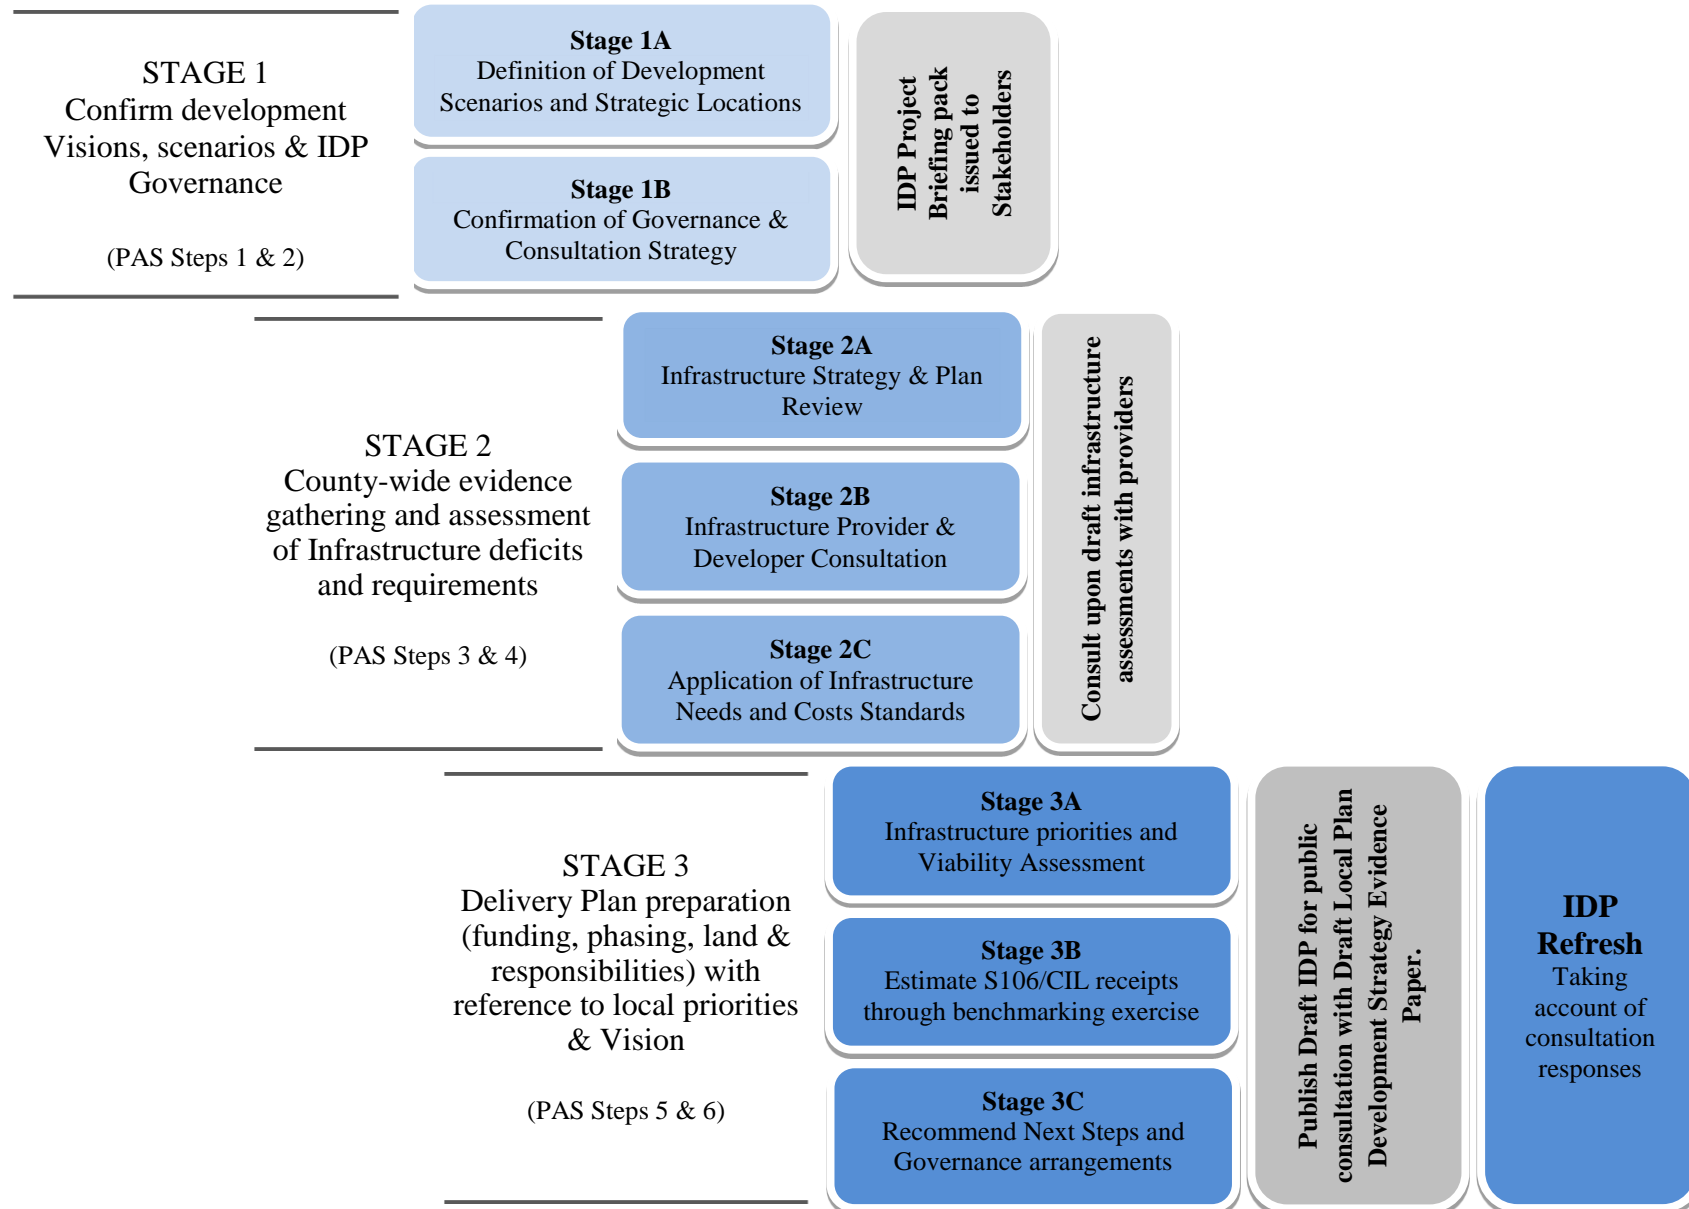 STAGE 1
Confirm development
Visions, scenarios & IDP
Governance
(PAS Steps 1 & 2)
Stage 1A
Definition of Development
Scenarios and Strategic Locations
Stage 1B
Confirmation of Governance &
Consultation Strategy
IDP Project
Briefing pack
issued to
Stakeholders
STAGE 2
County-wide evidence
gathering and assessment
of Infrastructure deficits
and requirements
(PAS Steps 3 & 4)
Stage 2A
Infrastructure Strategy & Plan
Review
Stage 2B
Infrastructure Provider &
Developer Consultation
Stage 2C
Application of Infrastructure
Needs and Costs Standards
Consult upon draft infrastructure
assessments with providers
STAGE 3
Delivery Plan preparation
(funding, phasing, land &
responsibilities) with
reference to local priorities
& Vision
(PAS Steps 5 & 6)
Stage 3A
Infrastructure priorities and
Viability Assessment
Stage 3B
Estimate S106/CIL receipts
through benchmarking exercise
Stage 3C
Recommend Next Steps and
Governance arrangements
Publish Draft IDP for public
consultation with Draft Local Plan
Development Strategy Evidence
Paper.
IDP
Refresh
Taking
account of
consultation
responses